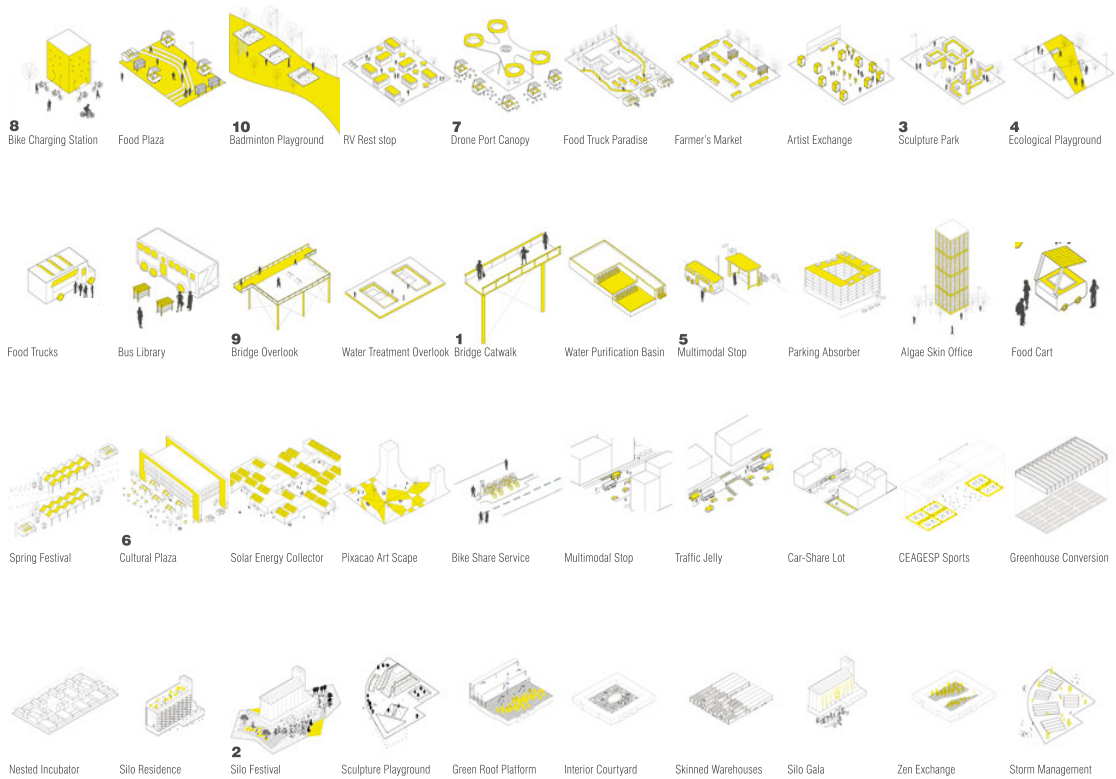 8 10 7 3 4
Bike Charging Station Food Plaza Badminton Playground RV Rest stop Drone Port Canopy Food Truck Paradise Farmer's Market Artist Exchange Sculpture Park Ecological Playground
9 1 5
Food Trucks Bus Library Bridge Overlook Water Treatment Overlook Bridge Catwalk Water Purification Basin Multimodal Stop Parking Absorber Algae Skin Office Food Cart
6
Spring Festival Cultural Plaza Solar Energy Collector Pixacao Art Scape Bike Share Service Multimodal Stop Traffic Jelly Car-Share Lot CEAGESP Sports Greenhouse Conversion
2
Nested Incubator Silo Residence Silo Festival Sculpture Playground Green Roof Platform Interior Courtyard Skinned Warehouses Silo Gala Zen Exchange Storm Management